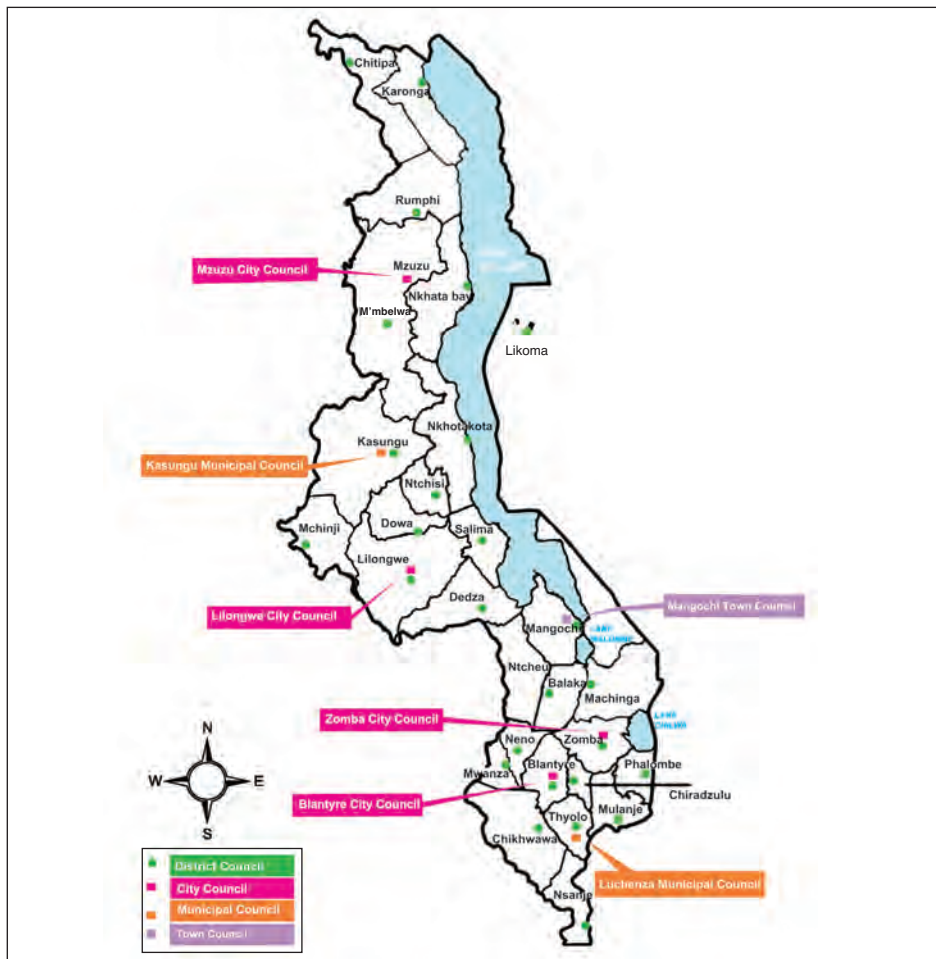 Chitipa
Karonga
Rumphi
Mzuzu City Council
Mzuzu
Nkhata bay
M'mbelwa
Likoma
Nkhotakota
Kasungu
Kasungu Municipal Council
Ntchisi
Mchinji
Dowa
Salima
Lilongwe
Dedza
Lilongwe City Council
Mangochi Town Council
Mangochi
LAKE
Ntcheu
Balaka
Machinga
Zomba City Council
LAKE
Neno
Zomba
Mwanza
Blantyre
Phalombe
Chiradzulu
Blantyre City Council
Thyolo
Mulanje
Chikhwawa
Luchenza Municipal Council
Nsanje
N
W E
S
District Council
City Council
Municipal Council
Town Council